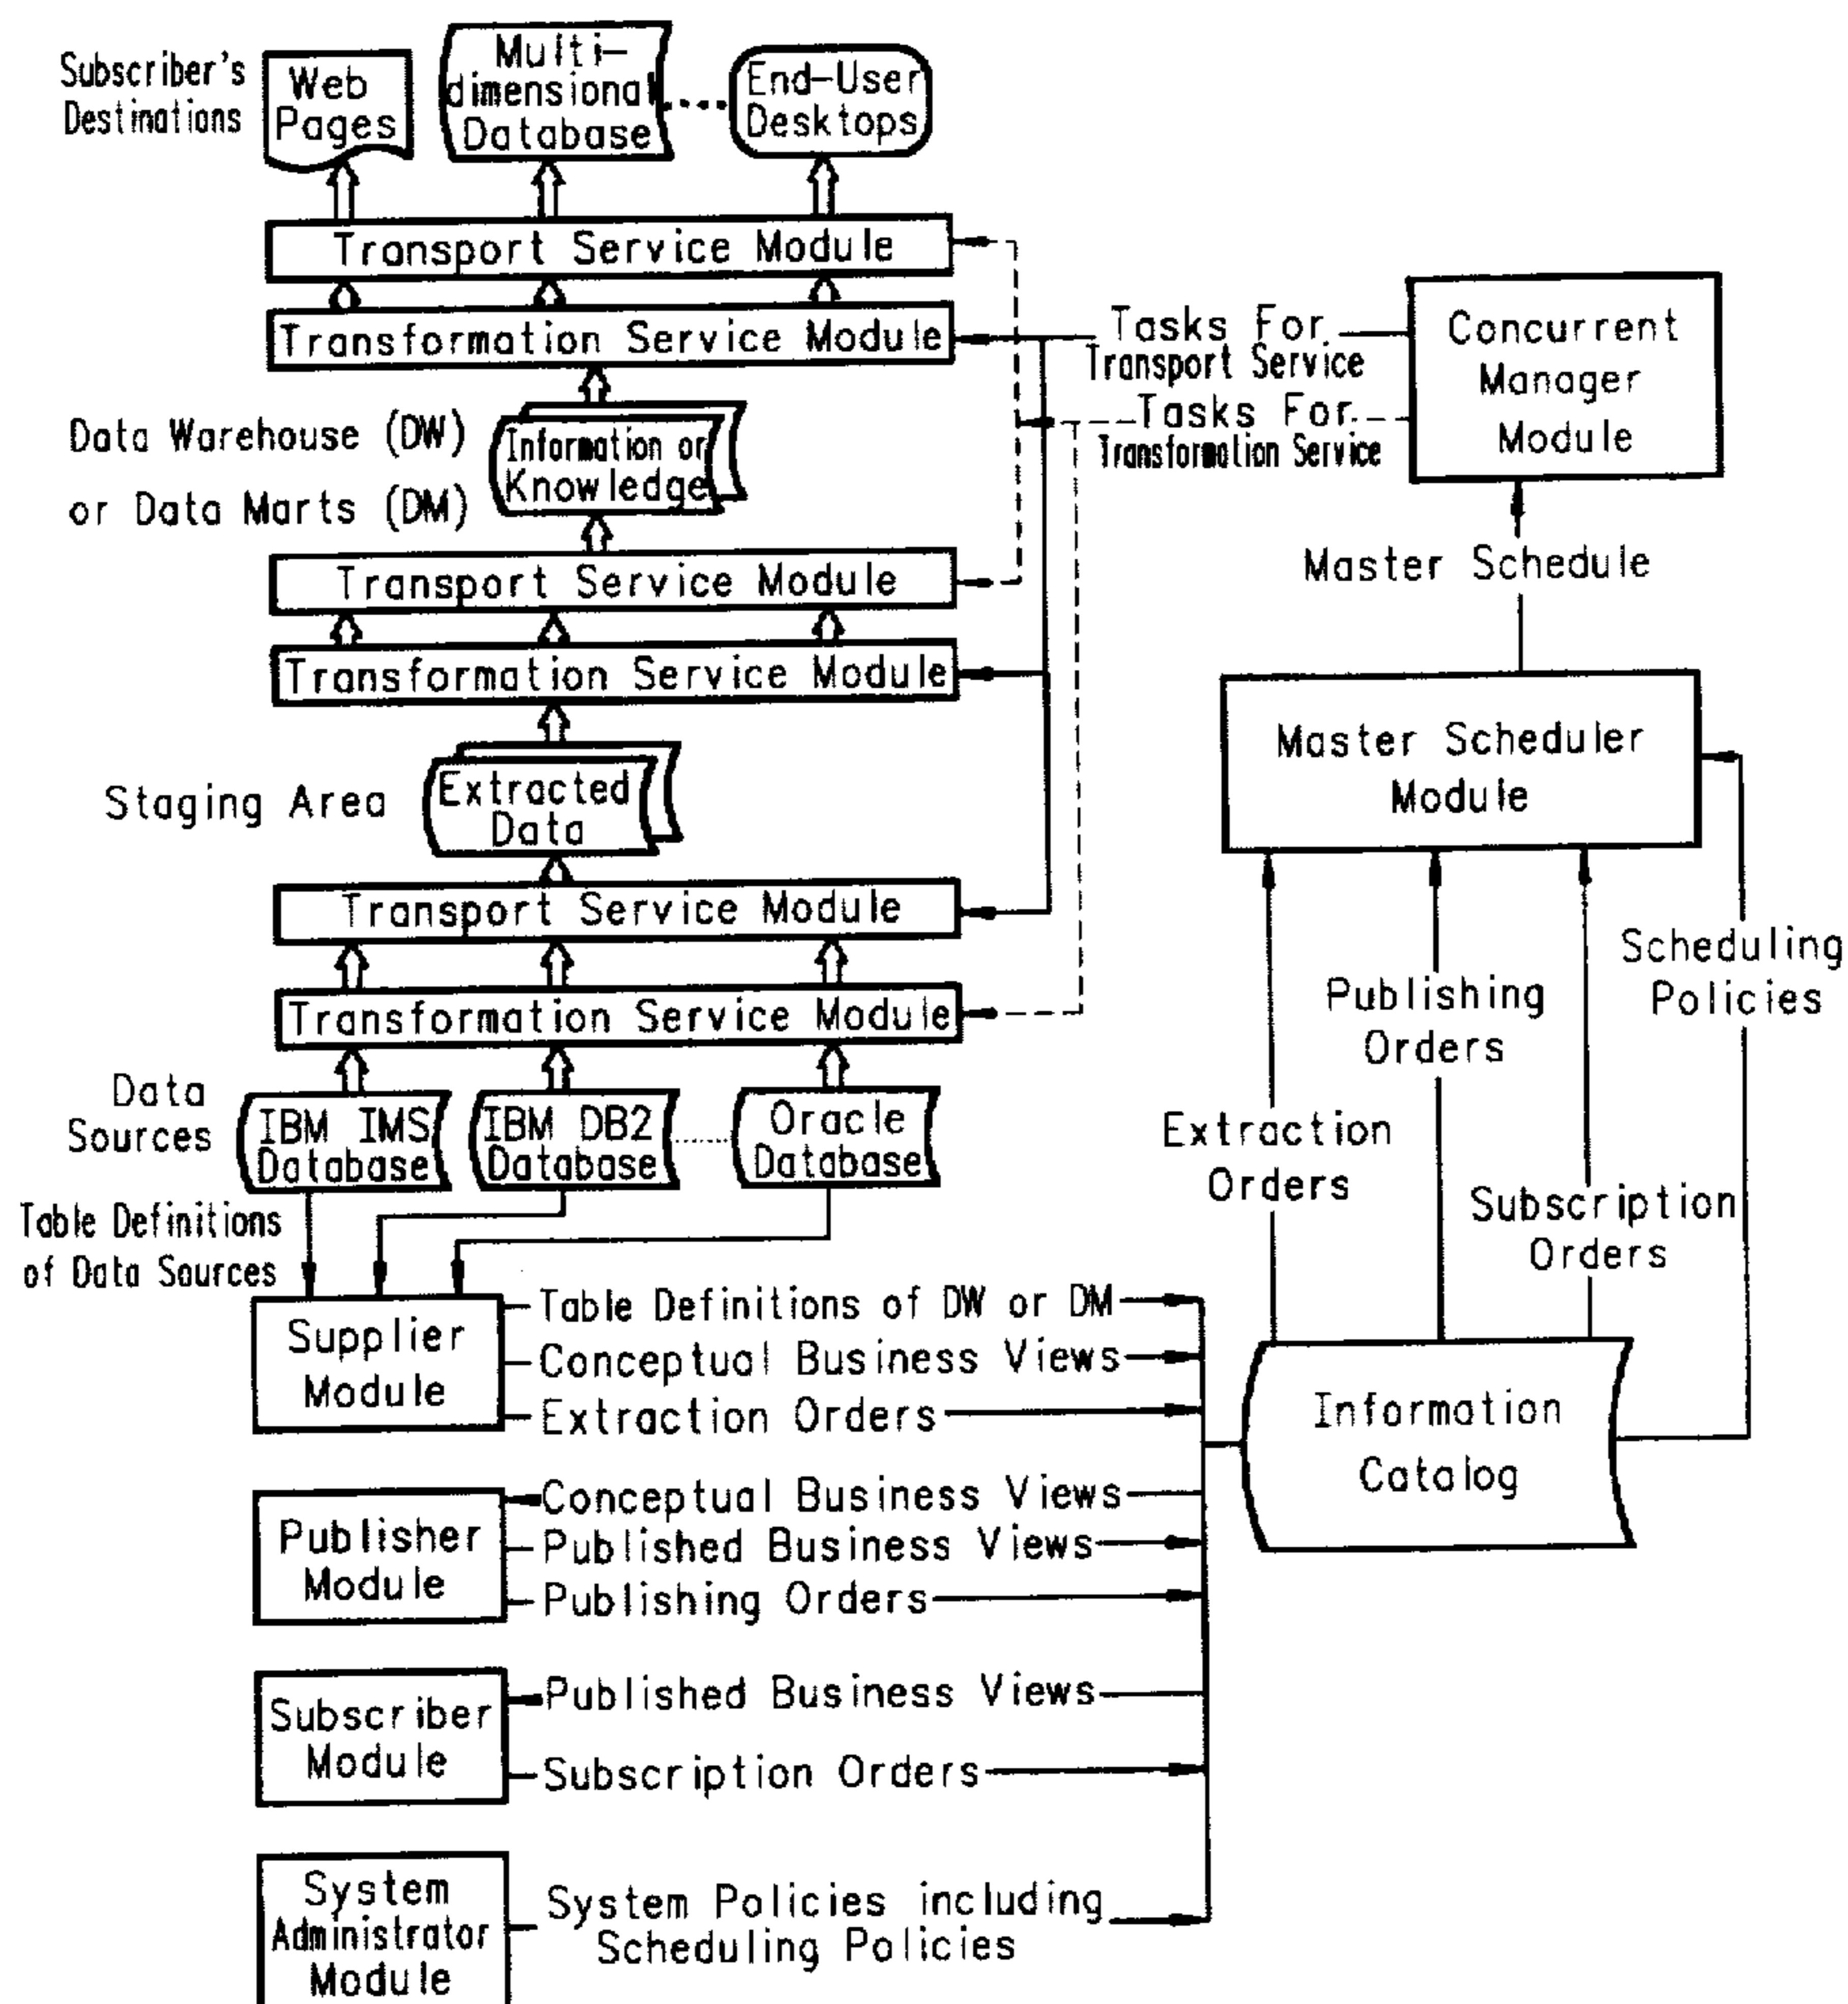 Subscriber's
Destinations
Web
Pages
Multi-
dimensional
Database
End-User
Desktops
Transport Service Module
Transformation Service Module
Tasks For
Transport Service
Tasks For
Transformation Service
Concurrent
Manager
Module
Data Warehouse (DW)
or Data Marts (DM)
Information or
Knowledge
Master Schedule
Transport Service Module
Transformation Service Module
Master Scheduler
Module
Staging Area
Extracted
Data
Transport Service Module
Transformation Service Module
Scheduling
Policies
Publishing
Orders
Extraction
Orders
Subscription
Orders
Data
Sources
IBM IMS
Database
IBM DB2
Database
Oracle
Database
Table Definitions
of Data Sources
Supplier
Module
Table Definitions of DW or DM
Conceptual Business Views
Extraction Orders
Information
Catalog
Publisher
Module
Conceptual Business Views
Published Business Views
Publishing Orders
Subscriber
Module
Published Business Views
Subscription Orders
System
Administrator
Module
System Policies including
Scheduling Policies